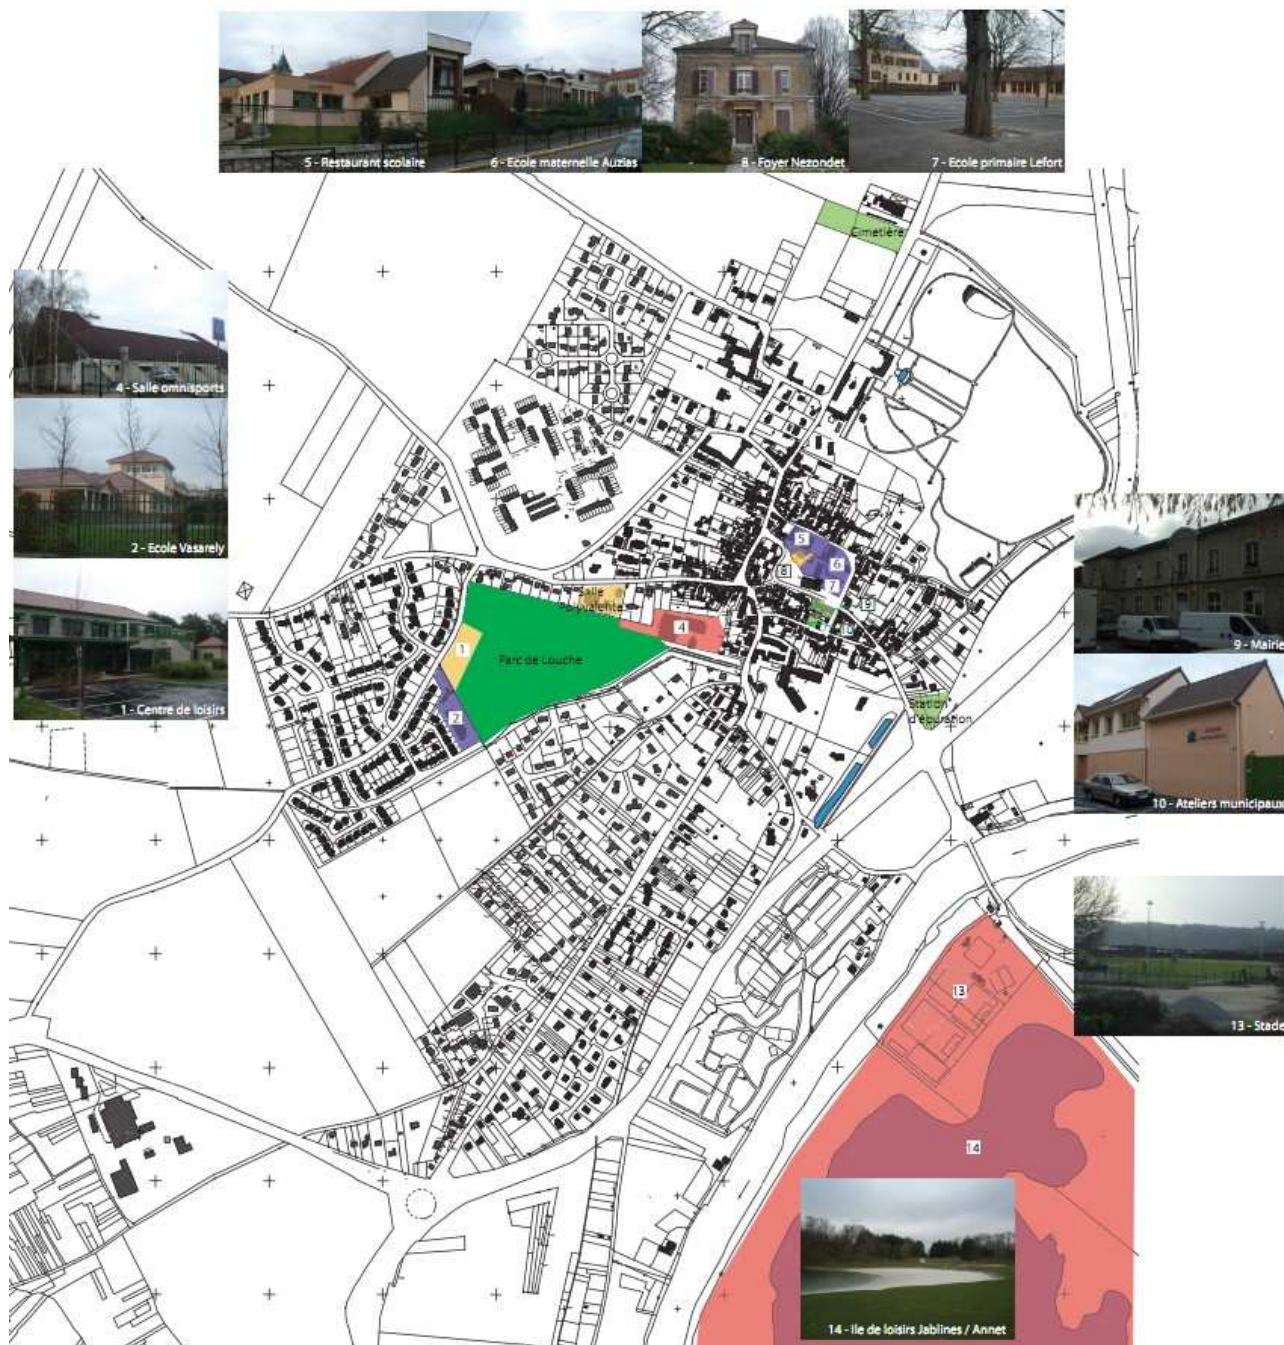 5 - Restaurant scolaire
6 - Ecole maternelle Auzias
8 - Foyer Nezondet
7 - Ecole primaire Lefort
Cimetière
4 - Salle omnisports
2 - Ecole Vasarely
1 - Centre de loisirs
5
6
8
7
9
10
Salle
Polyvalente
4
1
Parc de Louche
2
Station
d'épuration
9 - Mairie
10 - Ateliers municipaux
13
13 - Stade
14
14 - Ile de loisirs Jablines / Annet